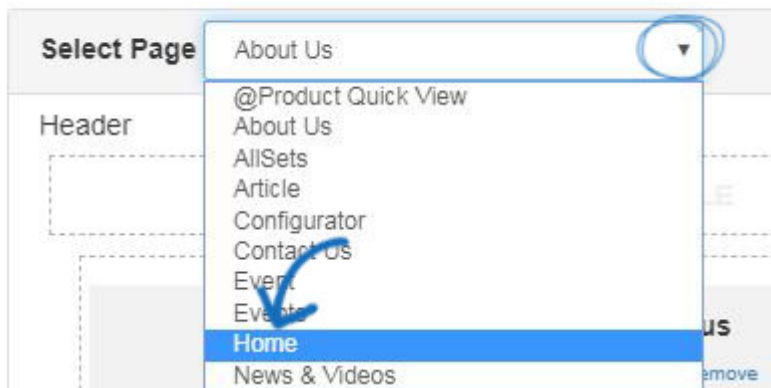 Select Page About Us
@Product Quick View
Header
About Us
AllSets
Article
Configurator
Contact Us
Event
Events
Home
us
News & Videos
emove